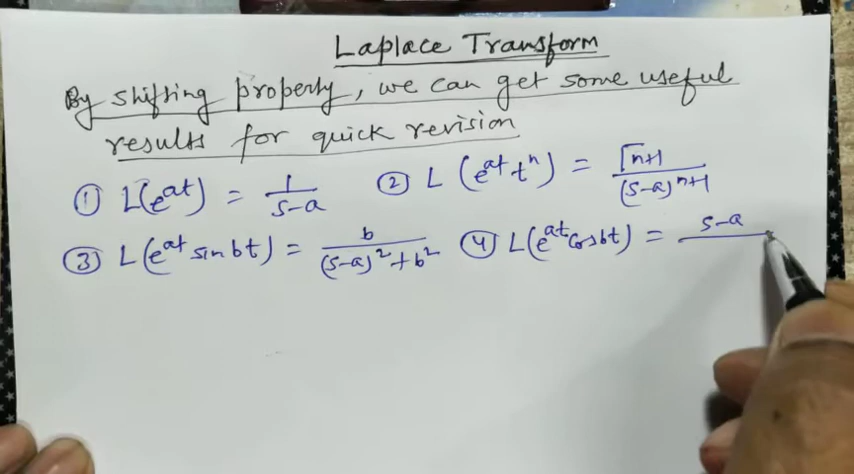 Laplace Transform
By shifting property, we can get some useful
results for quick revision
① L(e^{at}) = 1/(s-a) ② L(e^{at} t^n) = Γn+1/(s-a)^{n+1}
③ L(e^{at} sin bt) = b/((s-a)^2+b^2) ④ L(e^{at} cos bt) = s-a/